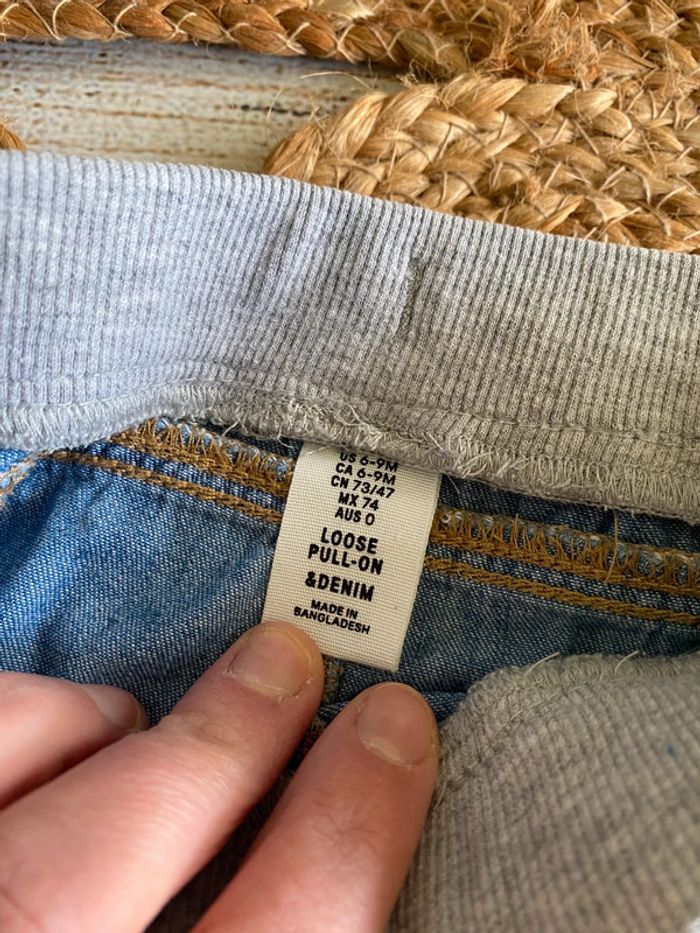 US 6-9M
CA 6-9M
CN 73/47
MX 74
AUS 0
LOOSE
PULL-ON
&DENIM
MADE IN
BANGLADESH